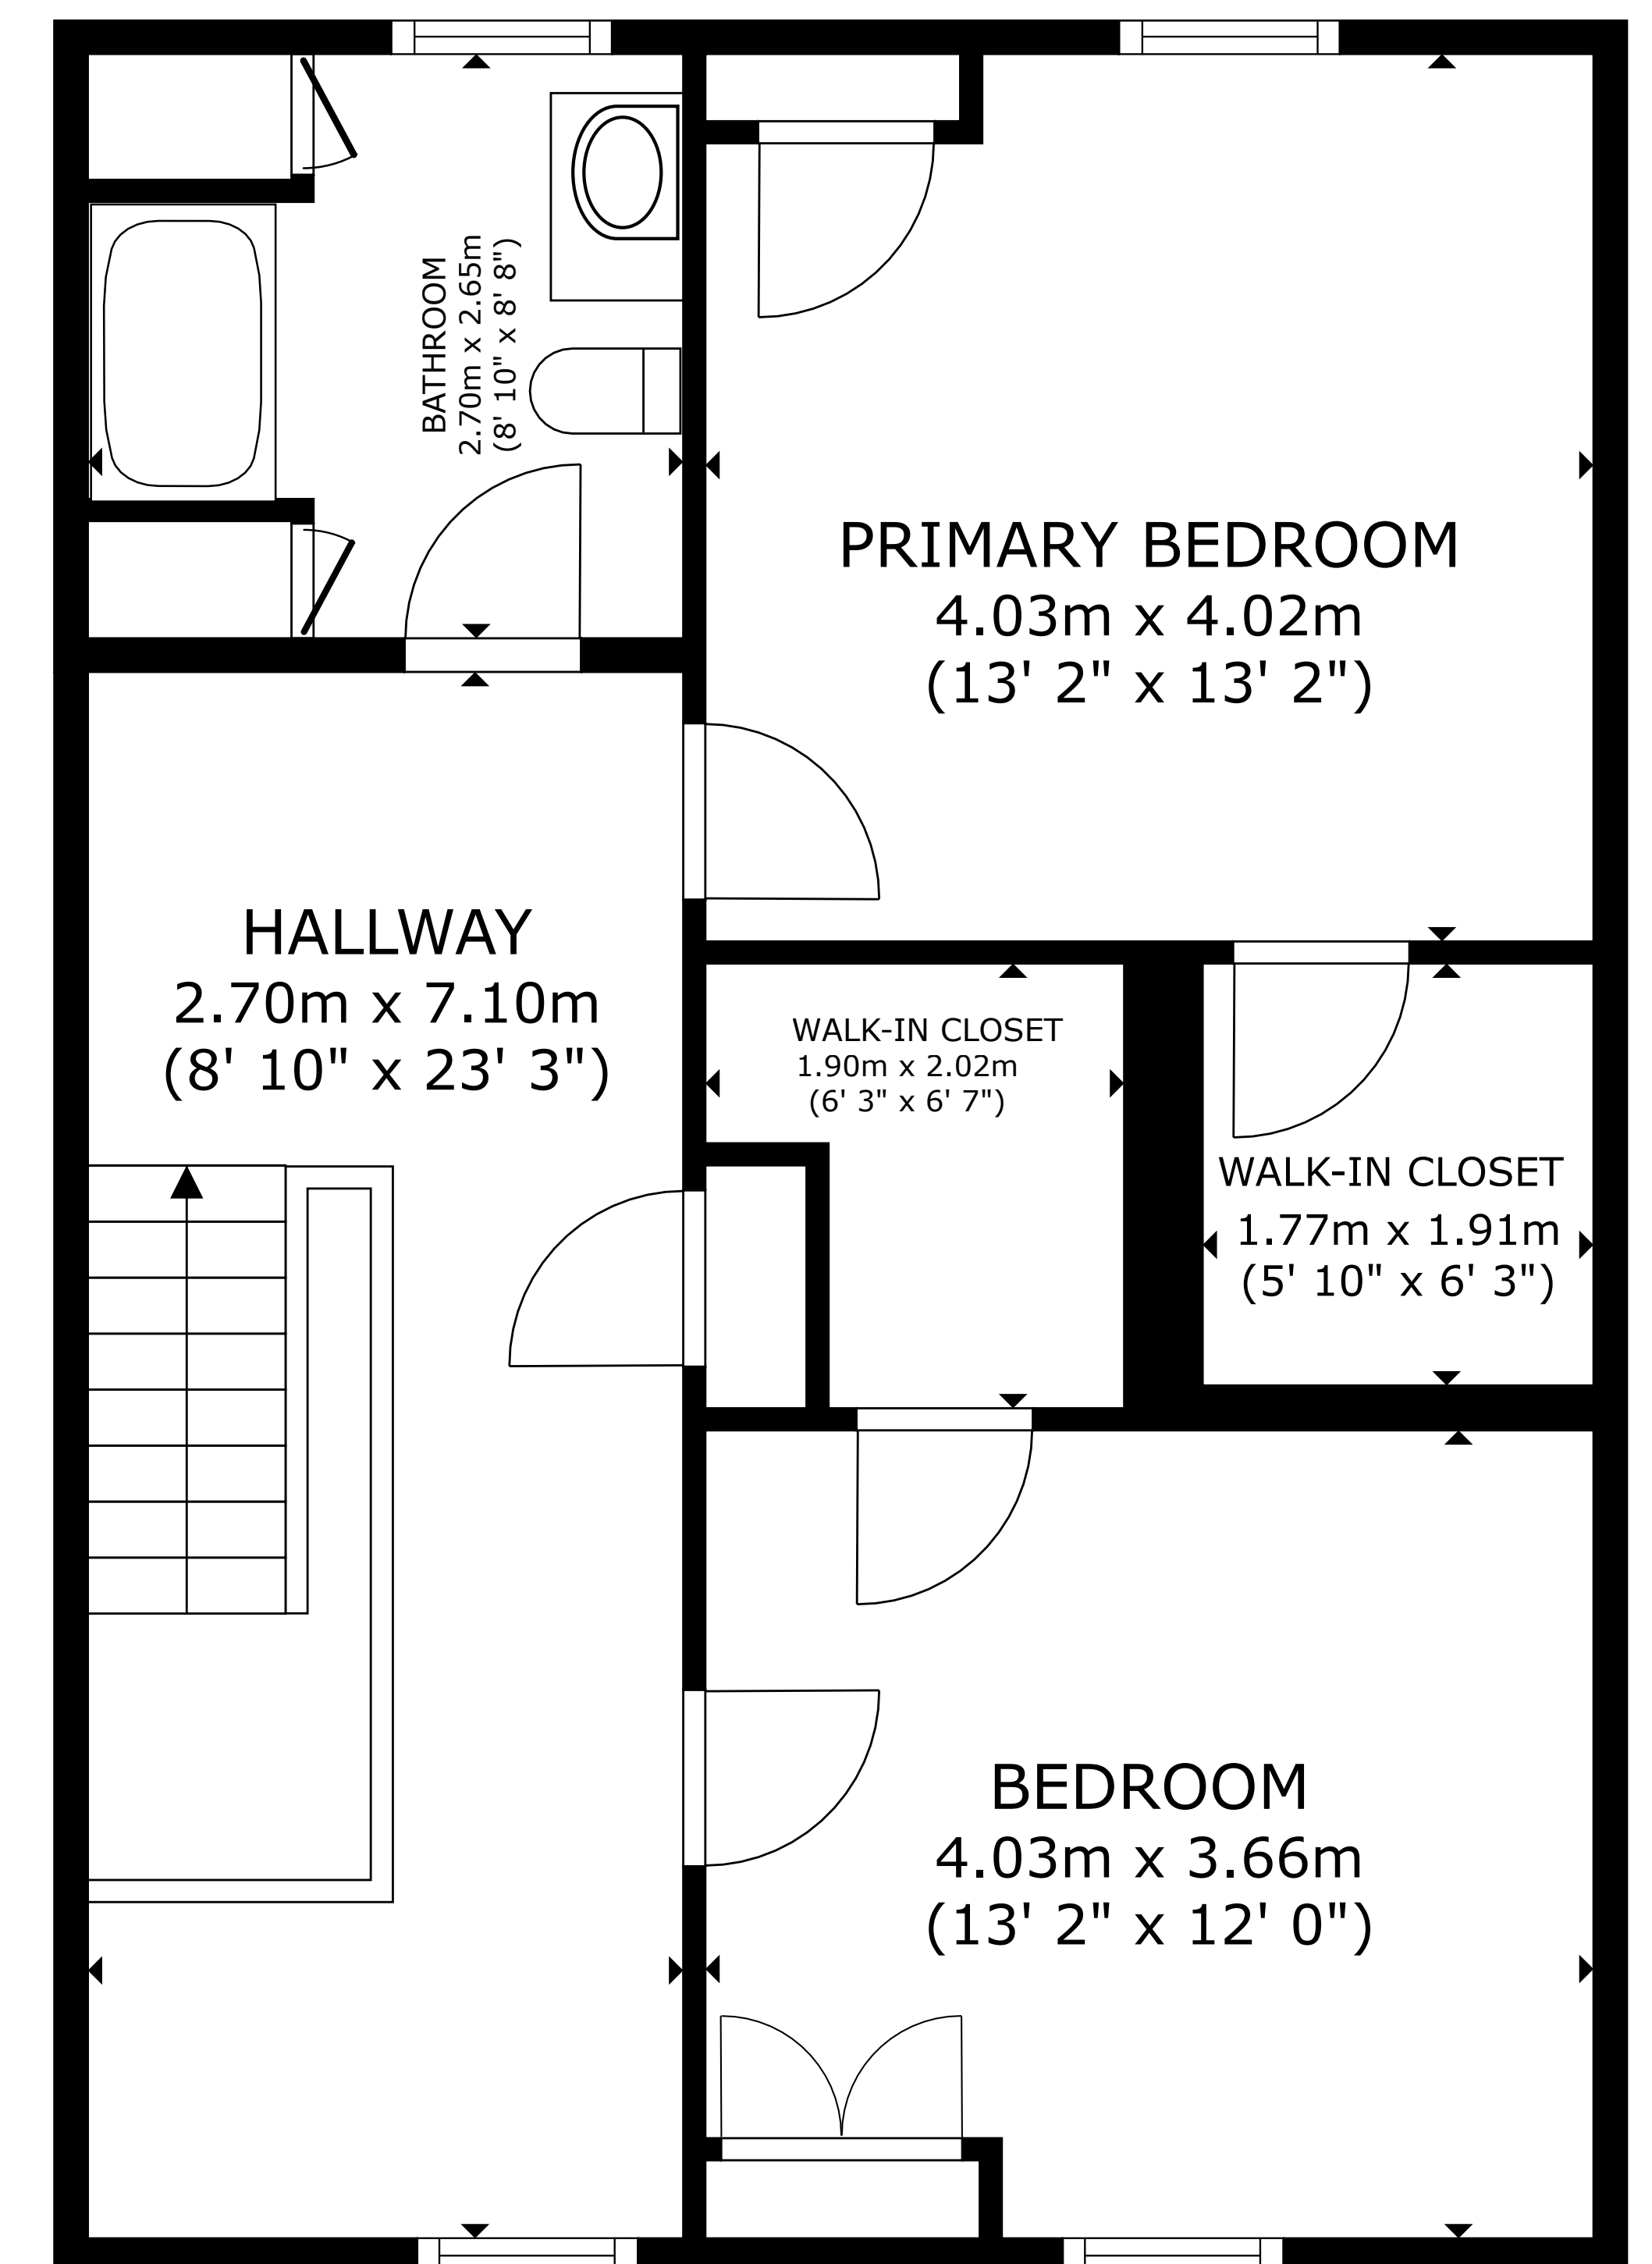 BATHROOM
2.70m x 2.65m
(8' 10" x 8' 8")
PRIMARY BEDROOM
4.03m x 4.02m
(13' 2" x 13' 2")
HALLWAY
2.70m x 7.10m
(8' 10" x 23' 3")
WALK-IN CLOSET
1.90m x 2.02m
(6' 3" x 6' 7")
WALK-IN CLOSET
1.77m x 1.91m
(5' 10" x 6' 3")
BEDROOM
4.03m x 3.66m
(13' 2" x 12' 0")